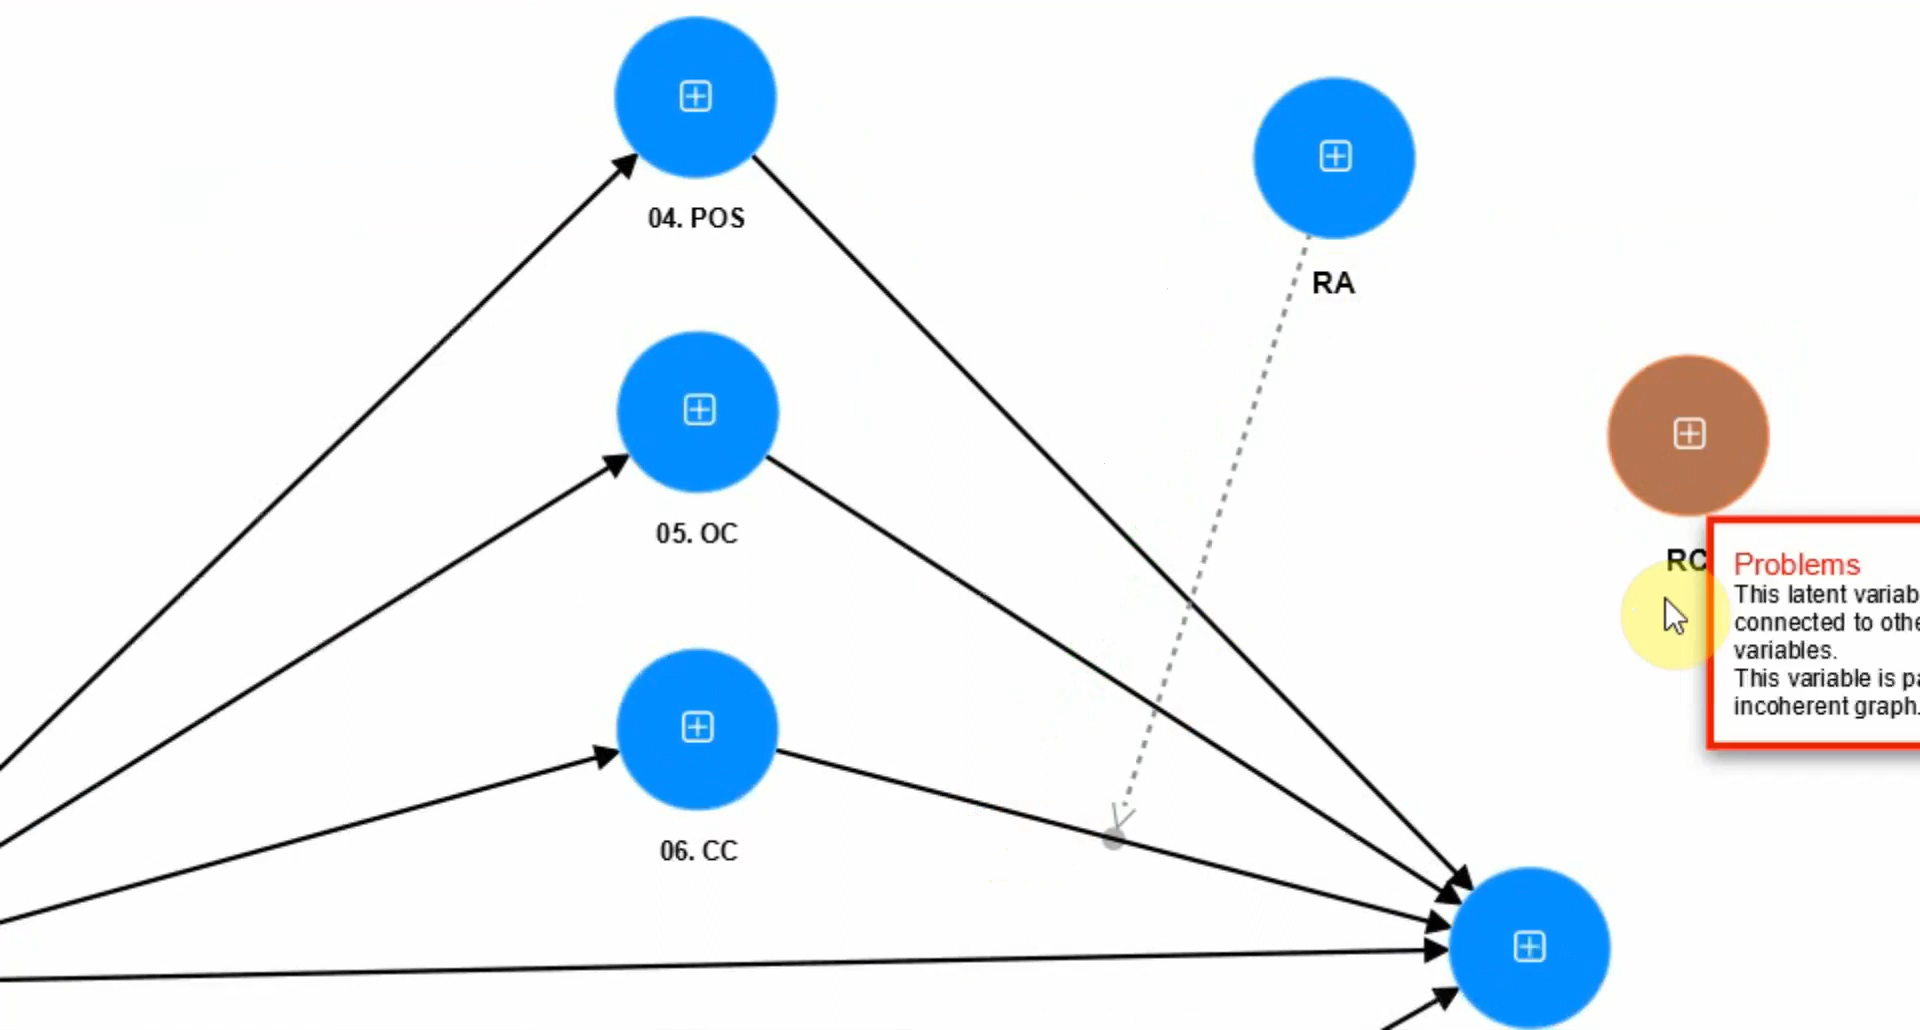 04. POS
RA
05. OC
RC
Problems
This latent variab
connected to othe
variables.
This variable is pa
incoherent graph.
06. CC